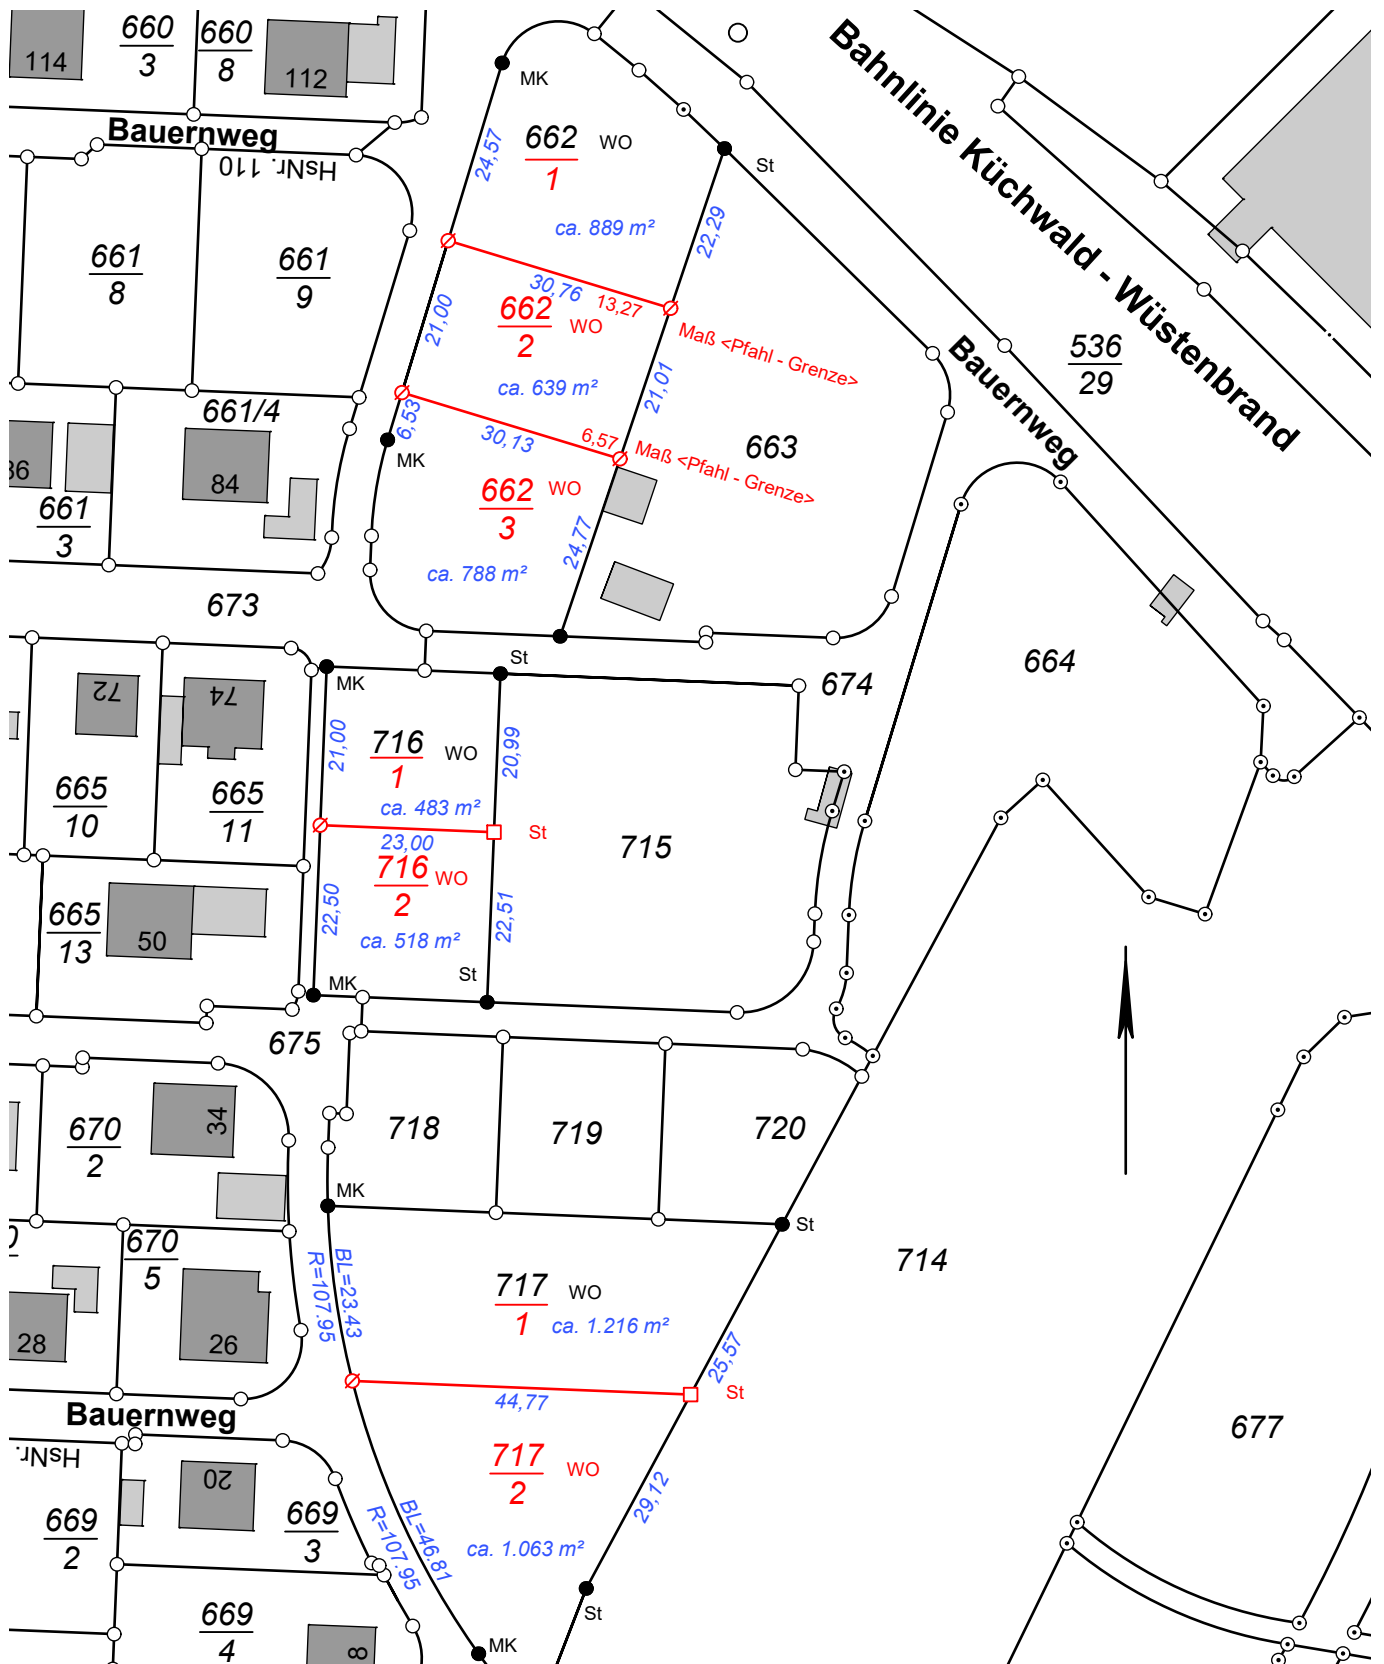 114
660
3
660
8
112
Bauernweg
HsNr. 110
MK
24,57
662
1
WO
ca. 889 m²
St
22,29
Bahnlinie Küchwald - Wüstenbrand
661
8
661
9
21,00
30,76
13,27
662
2
WO
ca. 639 m²
Maß <Pfahl - Grenze>
21,01
Bauernweg
536
29
661/4
84
661
3
6,53
MK
30,13
6,57
Maß <Pfahl - Grenze>
663
662
3
WO
24,77
ca. 788 m²
673
664
674
72
74
MK
St
21,00
716
1
WO
20,99
ca. 483 m²
665
10
665
11
23,00
St
715
716
2
WO
22,50
22,51
ca. 518 m²
665
13
50
St
MK
675
670
2
34
718
719
720
MK
St
670
5
28
26
BL=23.43
R=107.95
717
1
WO
ca. 1.216 m²
714
25,57
44,77
St
Bauernweg
HsNr.
20
677
717
2
WO
29,12
669
2
669
3
BL=46.81
R=107.95
ca. 1.063 m²
St
669
4
8
MK